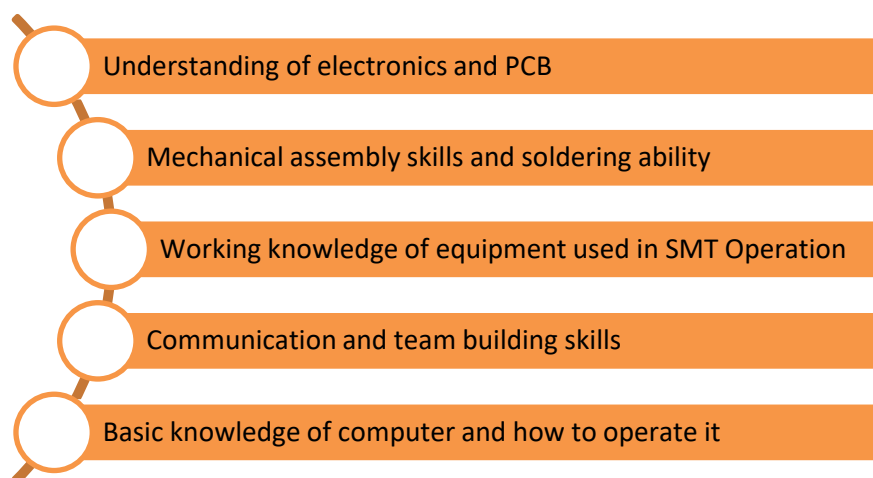 Understanding of electronics and PCB
Mechanical assembly skills and soldering ability
Working knowledge of equipment used in SMT Operation
Communication and team building skills
Basic knowledge of computer and how to operate it